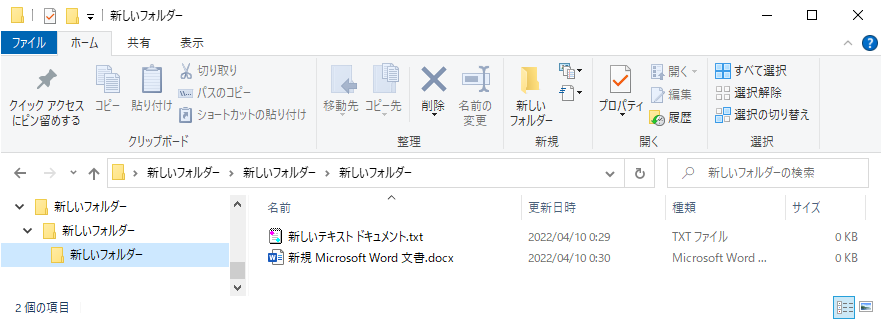 新しいフォルダー
ファイル ホーム 共有 表示
クイック アクセスにピン留めする
コピー
貼り付け
切り取り
パスのコピー
ショートカットの貼り付け
クリップボード
移動先
コピー先
削除
名前の変更
整理
新しいフォルダー
新規
プロパティ
開く
編集
履歴
開く
すべて選択
選択解除
選択の切り替え
選択
新しいフォルダー > 新しいフォルダー > 新しいフォルダー
新しいフォルダーの検索
新しいフォルダー
新しいフォルダー
新しいフォルダー
名前 更新日時 種類 サイズ
新しいテキスト ドキュメント.txt 2022/04/10 0:29 TXT ファイル 0 KB
新規 Microsoft Word 文書.docx 2022/04/10 0:30 Microsoft Word ... 0 KB
2 個の項目